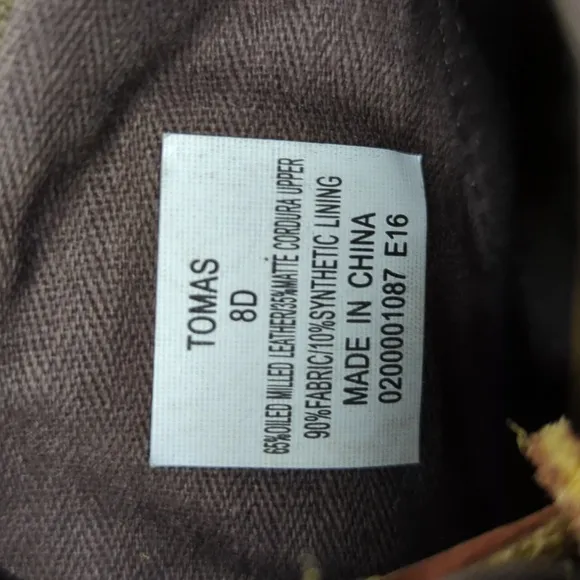 TOMAS
8D
65%OILED MILLED LEATHER/35%MATTE CORDURA UPPER
90%FABRIC/10%SYNTHETIC LINING
MADE IN CHINA
0200001087 E16